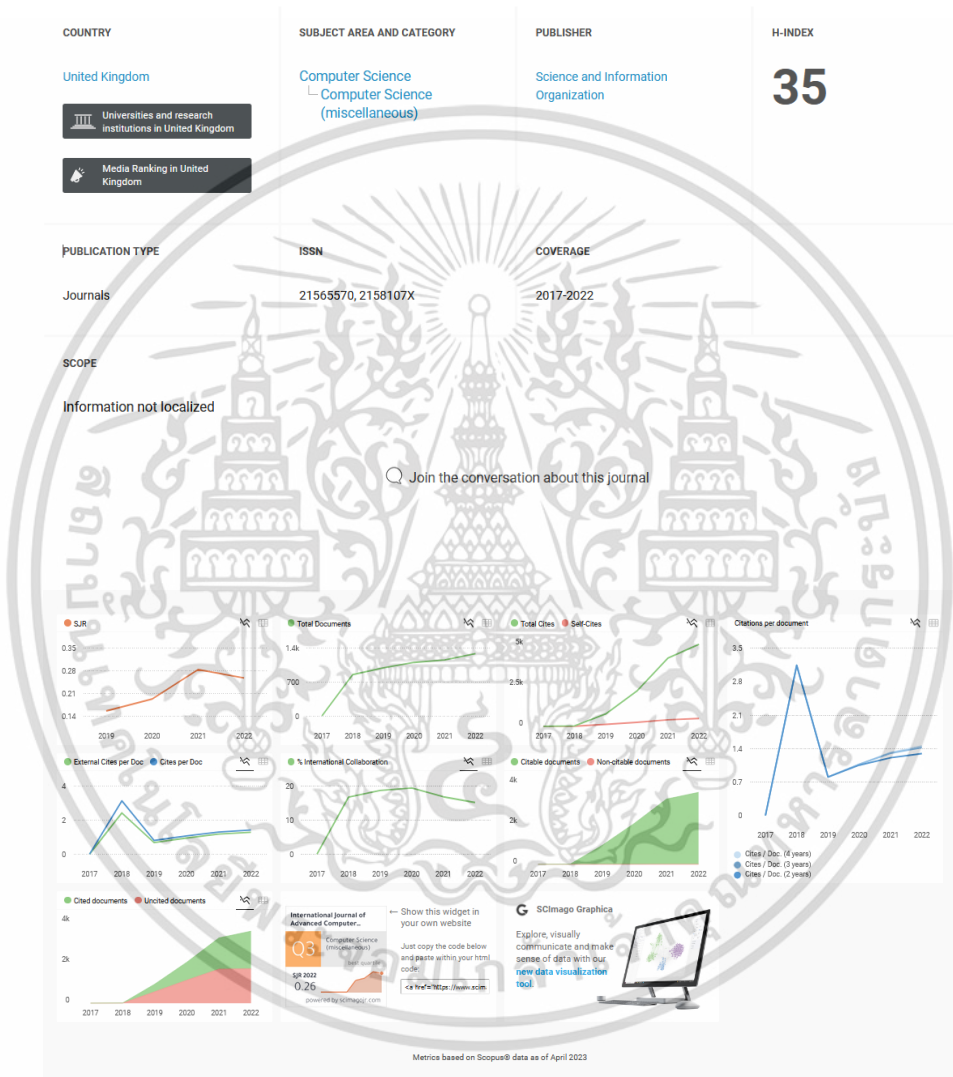 COUNTRY
SUBJECT AREA AND CATEGORY
PUBLISHER
H-INDEX
United Kingdom
Universities and research
institutions in United Kingdom
Media Ranking in United
Kingdom
Computer Science
Computer Science
(miscellaneous)
Science and Information
Organization
35
PUBLICATION TYPE
ISSN
COVERAGE
Journals
21565570, 2158107X
2017-2022
SCOPE
Information not localized
Join the conversation about this journal
SJR
0.35
0.28
0.21
0.14
2019 2020 2021 2022
Total Documents
1.4k
700
0
2017 2018 2019 2020 2021 2022
Total Cites Self-Cites
5k
2.5k
0
2017 2018 2019 2020 2021 2022
Citations per document
3.5
2.8
2.1
1.4
0.7
0
2017 2018 2019 2020 2021 2022
Cites / Doc. (4 years)
Cites / Doc. (3 years)
Cites / Doc. (2 years)
External Cites per Doc Cites per Doc
4
2
0
2017 2018 2019 2020 2021 2022
% International Collaboration
20
10
0
2017 2018 2019 2020 2021 2022
Citable documents Non-citable documents
4k
2k
0
2017 2018 2019 2020 2021 2022
Cited documents Uncited documents
4k
2k
0
2017 2018 2019 2020 2021 2022
International Journal of
Advanced Computer...
Q3
Computer Science
(miscellaneous)
best quartile
SJR 2022
0.26
powered by scimagojr.com
← Show this widget in
your own website
Just copy the code below
and paste within your html
code:
<a href="https://www.scim
SCImago Graphica
Explore, visually
communicate and make
sense of data with our
new data visualization
tool.
Metrics based on Scopus® data as of April 2023